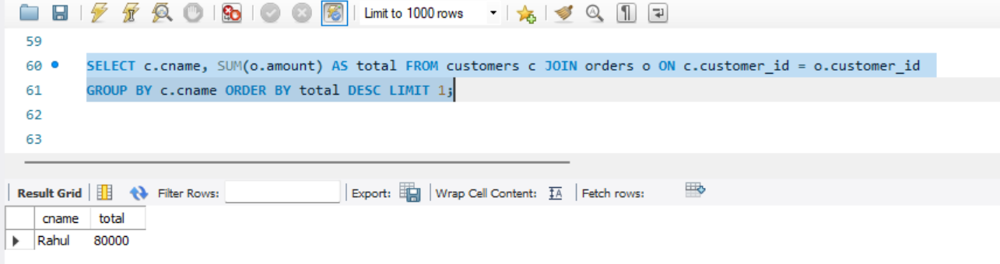 Limit to 1000 rows
59
60 SELECT c.cname, SUM(o.amount) AS total FROM customers c JOIN orders o ON c.customer_id = o.customer_id
61 GROUP BY c.cname ORDER BY total DESC LIMIT 1;
62
63
Result Grid Filter Rows: Export: Wrap Cell Content: IA Fetch rows:
cname total
Rahul 80000